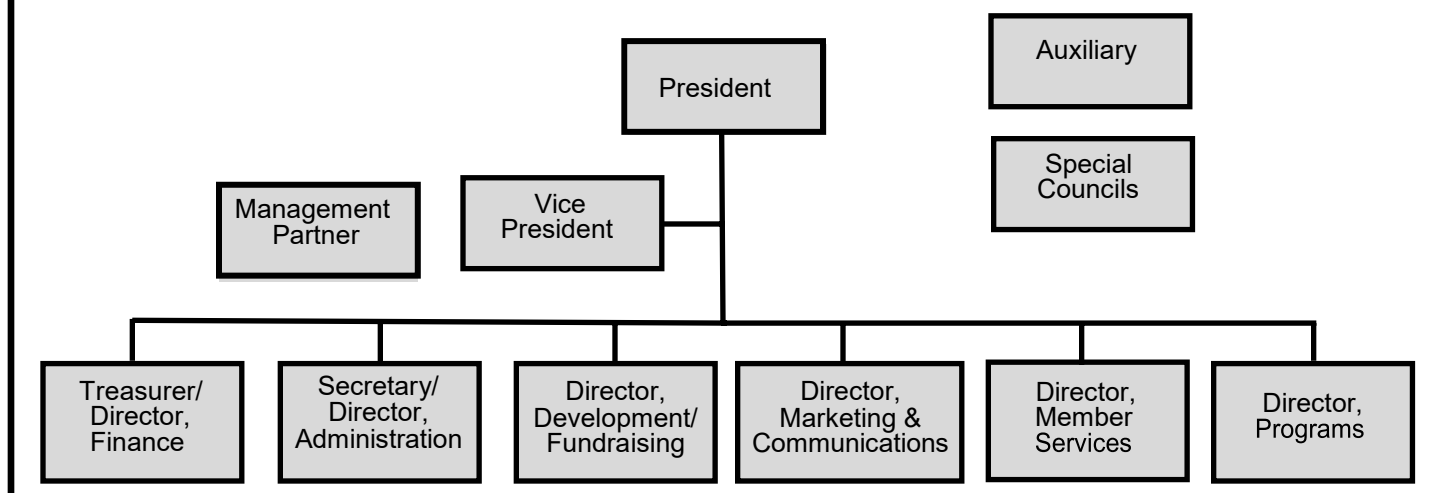 President
Auxiliary
Special
Councils
Management
Partner
Vice
President
Treasurer/
Director,
Finance
Secretary/
Director,
Administration
Director,
Development/
Fundraising
Director,
Marketing &
Communications
Director,
Member
Services
Director,
Programs